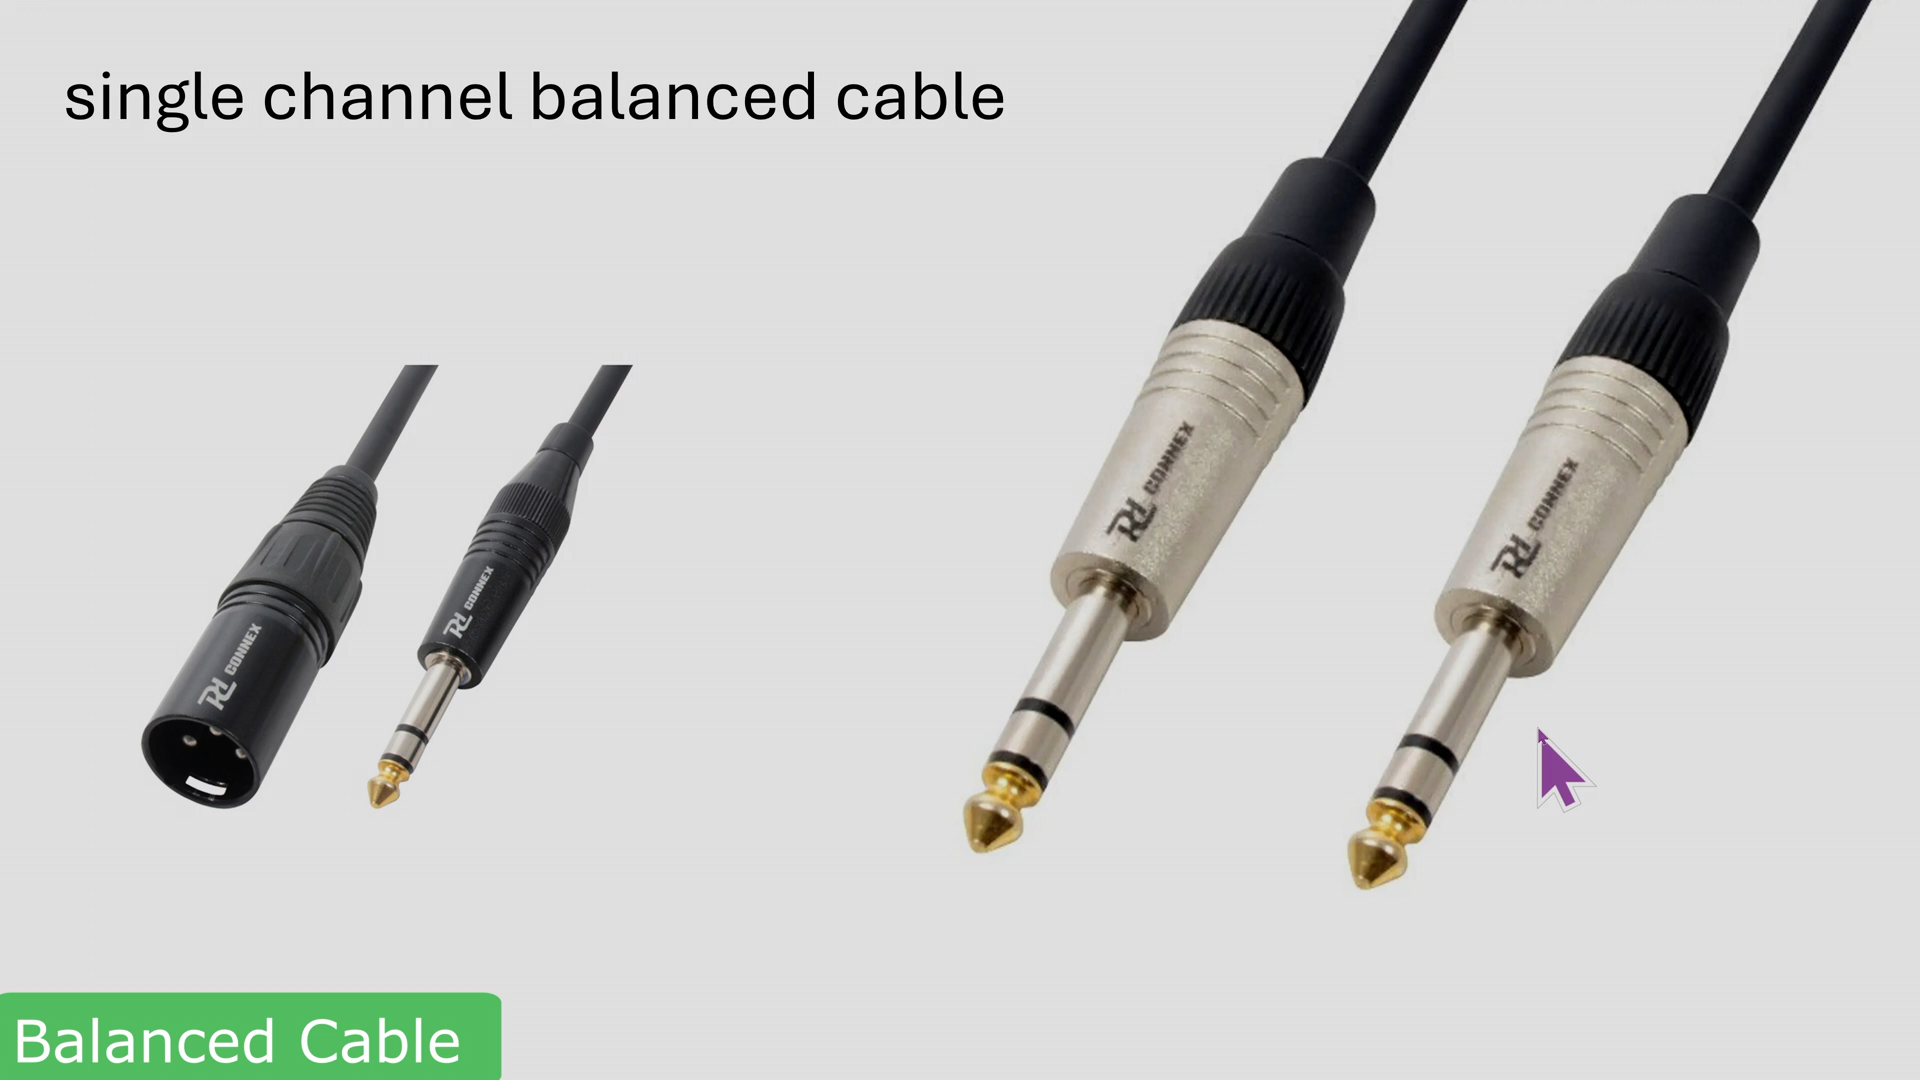 single channel balanced cable
CONNEX
CONNEX
CONNEX
CONNEX
Balanced Cable